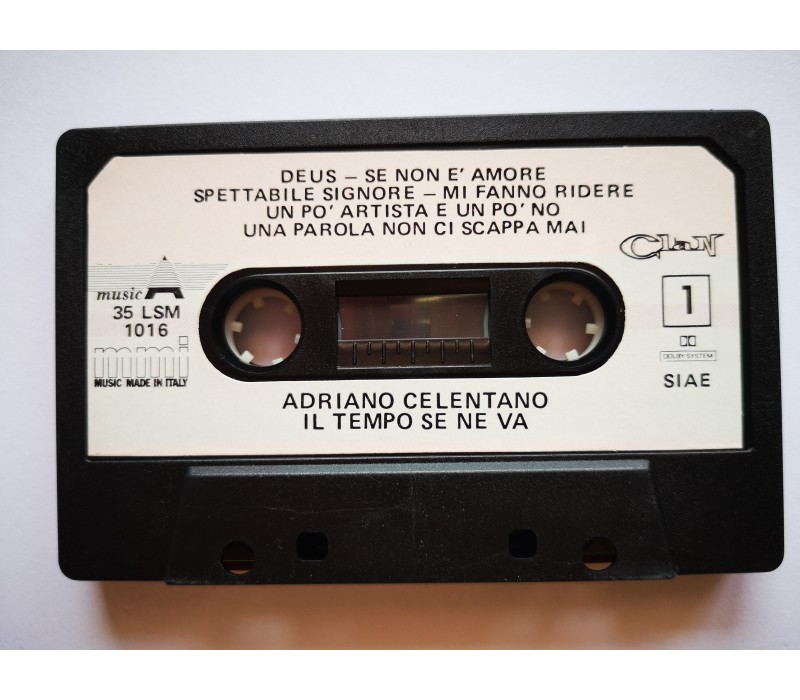 DEUS – SE NON E' AMORE
SPETTABILE SIGNORE – MI FANNO RIDERE
UN PO' ARTISTA E UN PO' NO
UNA PAROLA NON CI SCAPPA MAI
Clan
music A
35 LSM
1016
mmi
MUSIC MADE IN ITALY
1
DOLBY SYSTEM
SIAE
ADRIANO CELENTANO
IL TEMPO SE NE VA